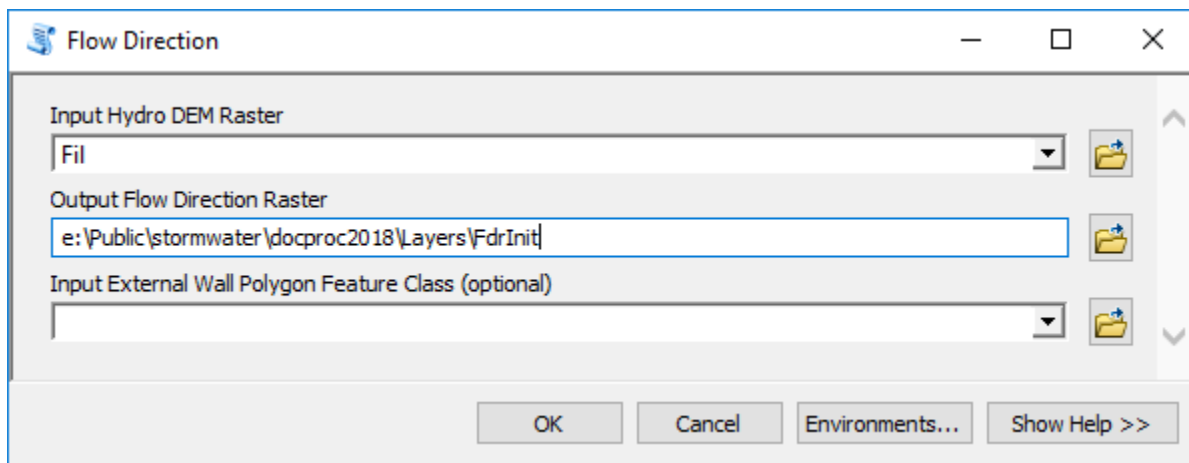 Flow Direction
Input Hydro DEM Raster
Fil
Output Flow Direction Raster
e:\Public\stormwater\docproc2018\Layers\FdrInit
Input External Wall Polygon Feature Class (optional)
OK Cancel Environments... Show Help >>